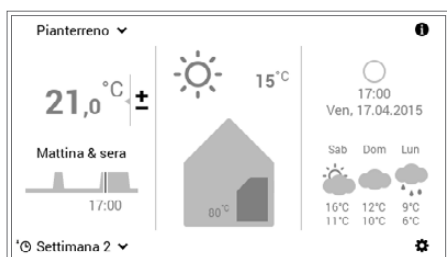 Pianterreno
21,0 °C ±
Mattina & sera
17:00
Settimana 2
15°C
80°C
17:00
Ven, 17.04.2015
Sab Dom Lun
16°C 12°C 9°C
11°C 10°C 6°C